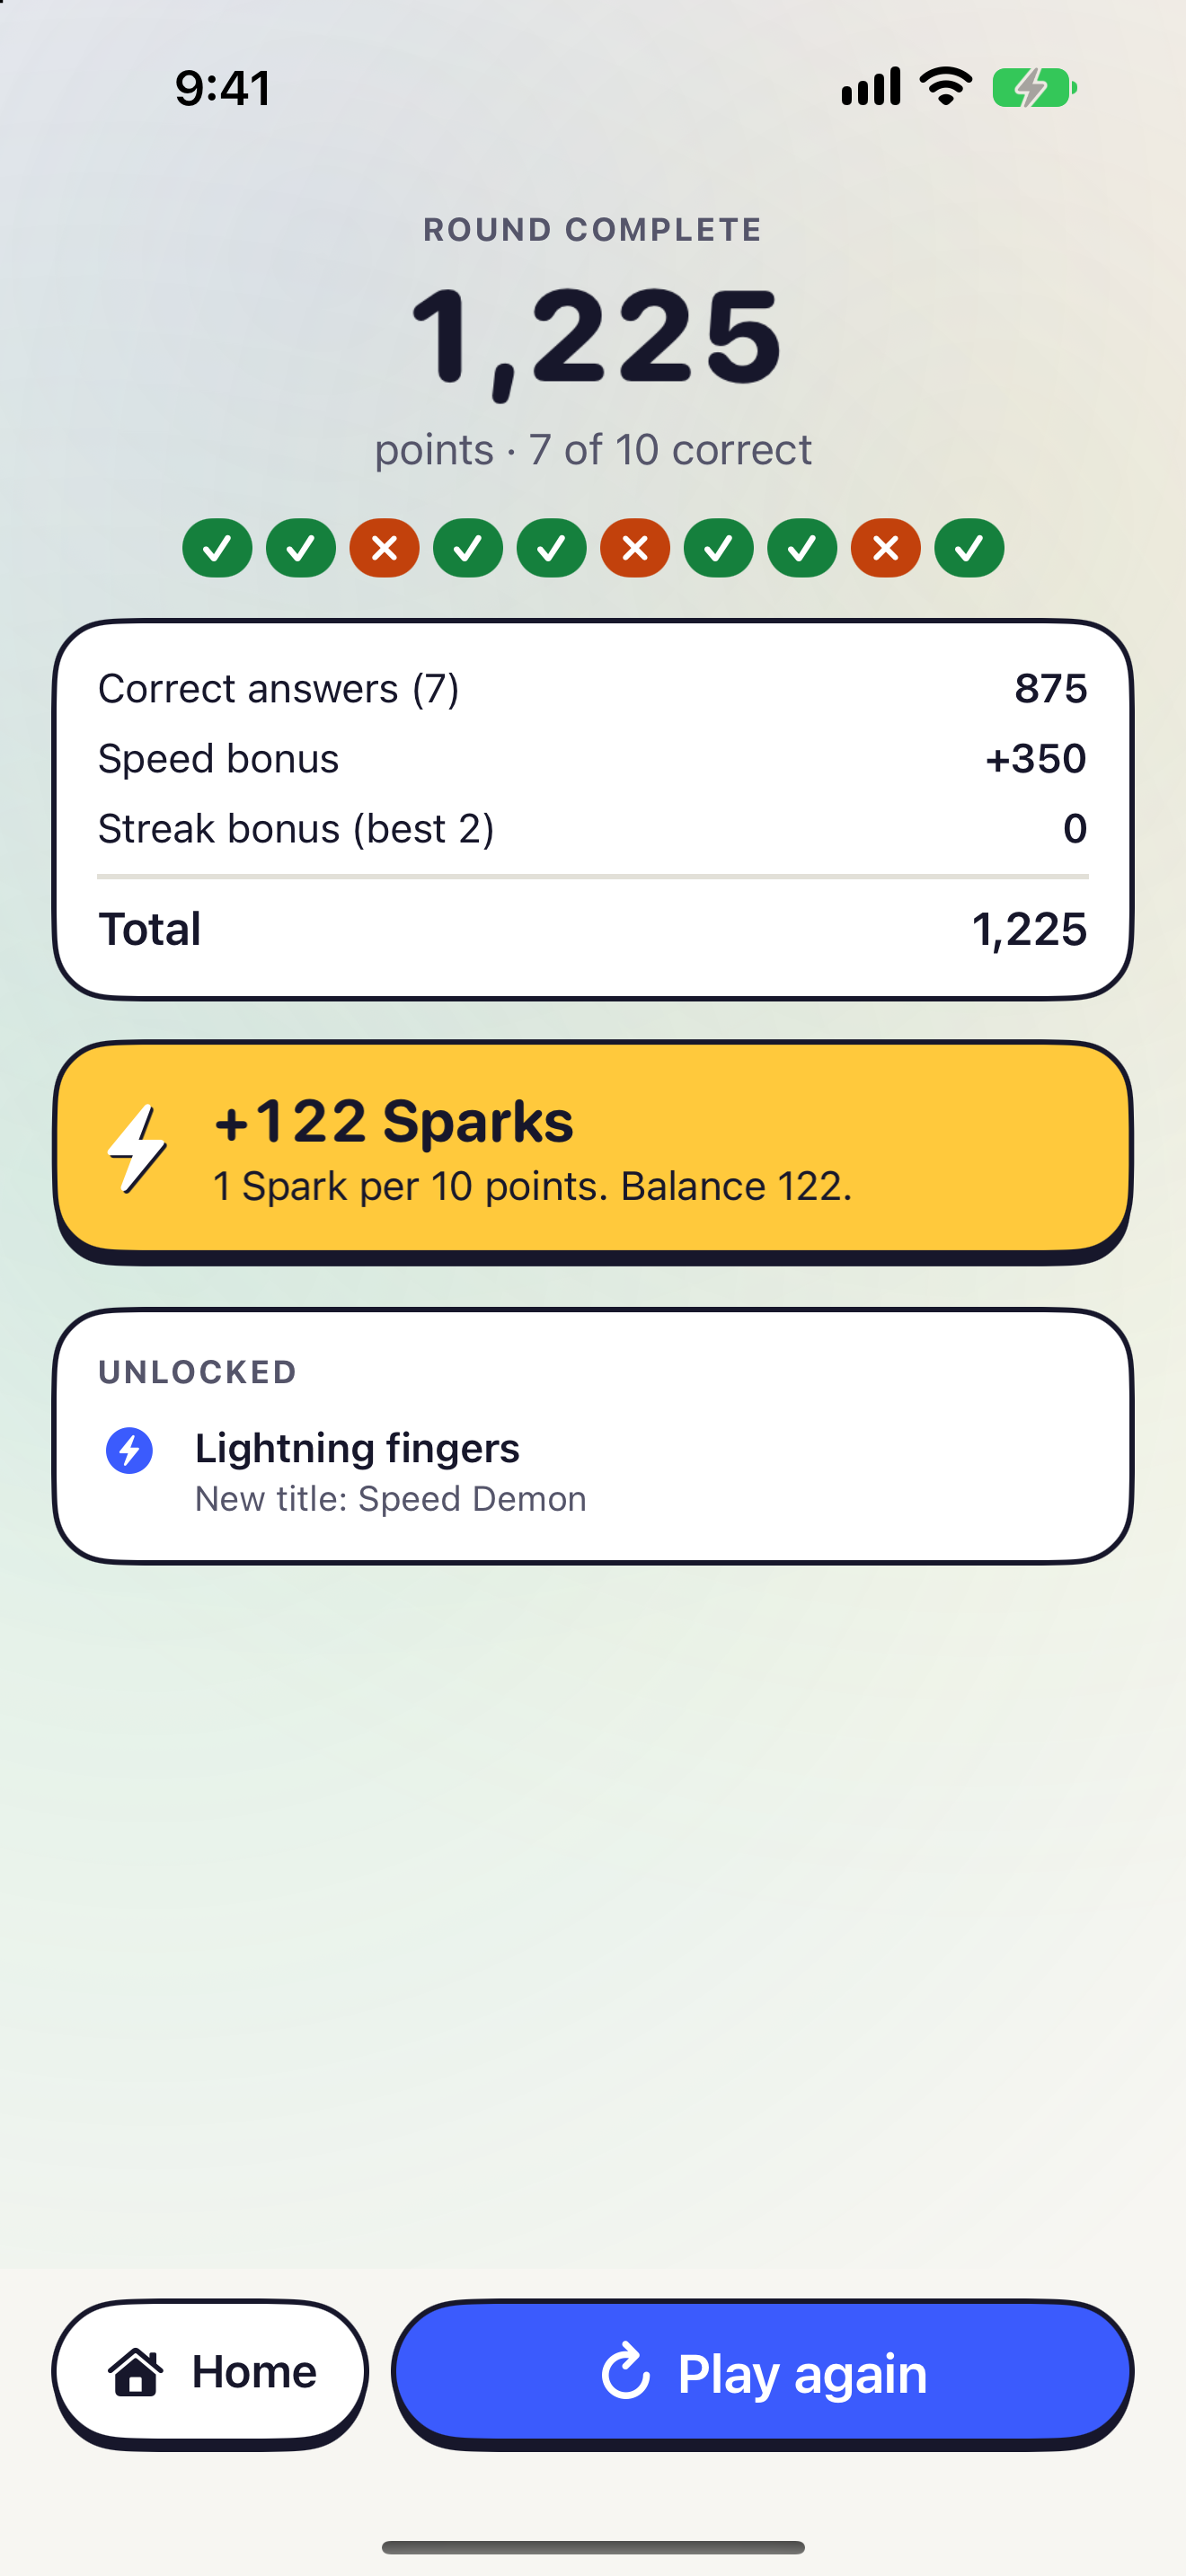 9:41
ROUND COMPLETE
1,225
points · 7 of 10 correct
Correct answers (7) 875
Speed bonus +350
Streak bonus (best 2) 0
Total 1,225
+122 Sparks
1 Spark per 10 points. Balance 122.
UNLOCKED
Lightning fingers
New title: Speed Demon
Home
Play again